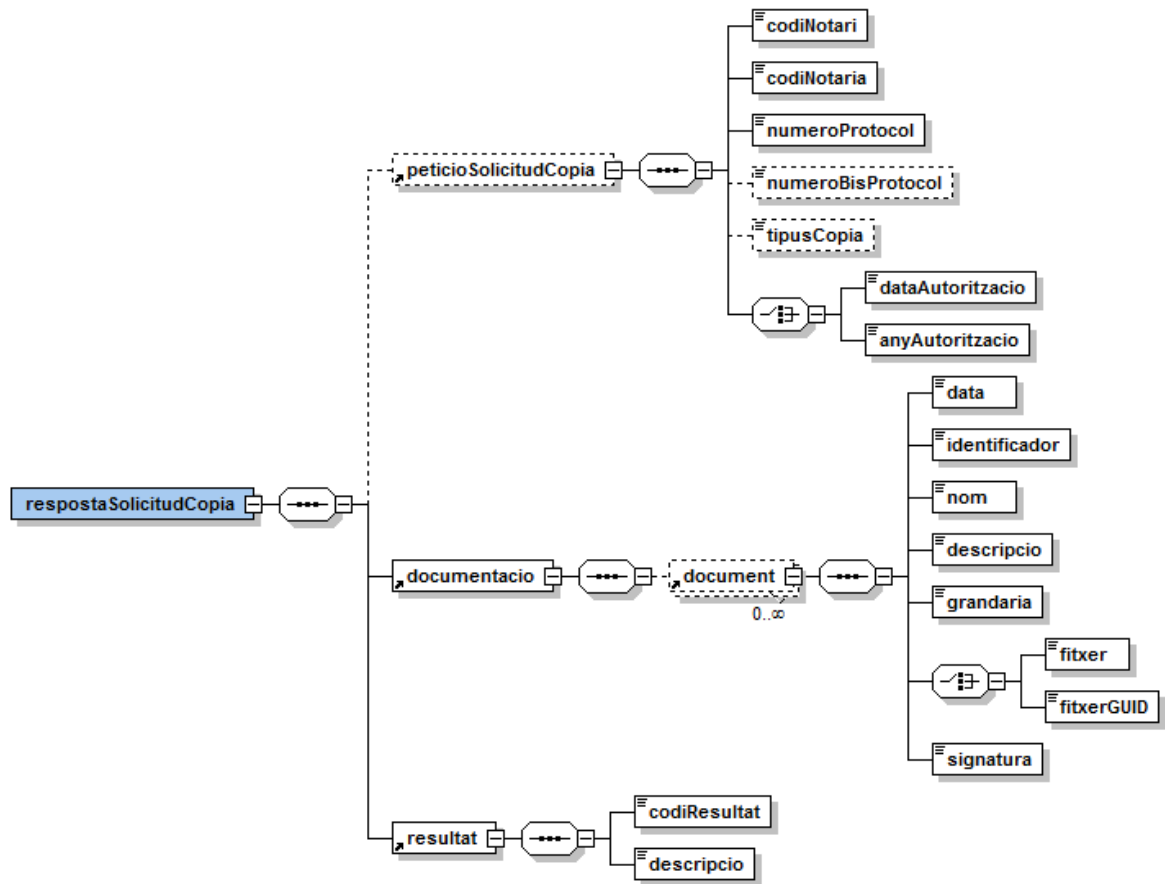 codiNotari
codiNotaria
numeroProtocol
peticioSolicitudCopia
numeroBisProtocol
tipusCopia
dataAutoritzacio
anyAutoritzacio
data
identificador
respostaSolicitudCopia
nom
descripcio
documentacio
document
0..∞
grandaria
fitxer
fitxerGUID
signatura
codiResultat
resultat
descripcio